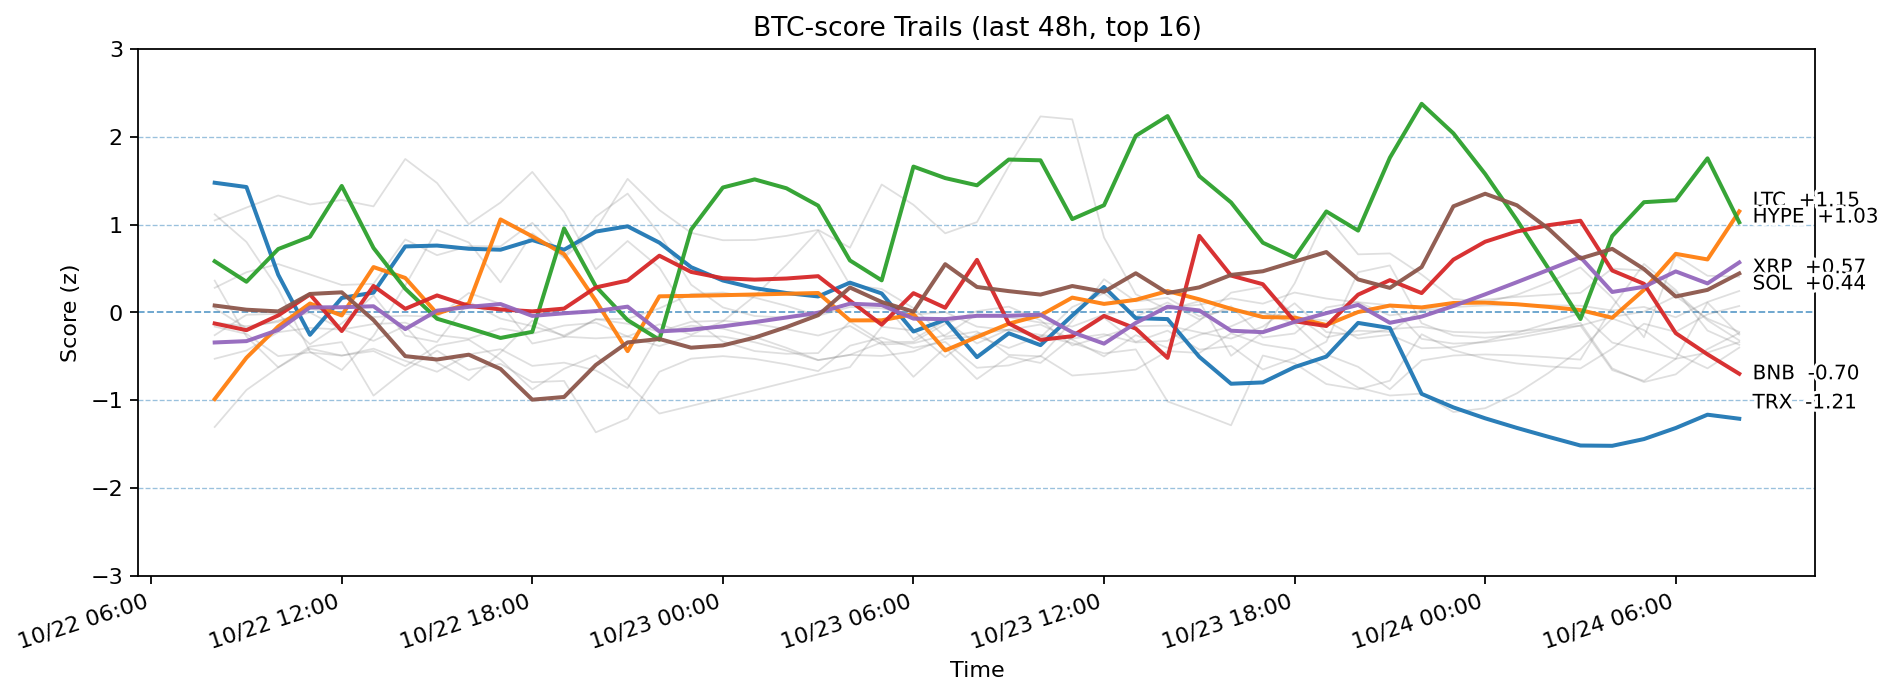 BTC-score Trails (last 48h, top 16)
Score (z)
3
2
1
0
−1
−2
−3
LTC +1.15
HYPE +1.03
XRP +0.57
SOL +0.44
BNB -0.70
TRX -1.21
10/22 06:00
10/22 12:00
10/22 18:00
10/23 00:00
10/23 06:00
10/23 12:00
10/23 18:00
10/24 00:00
10/24 06:00
Time